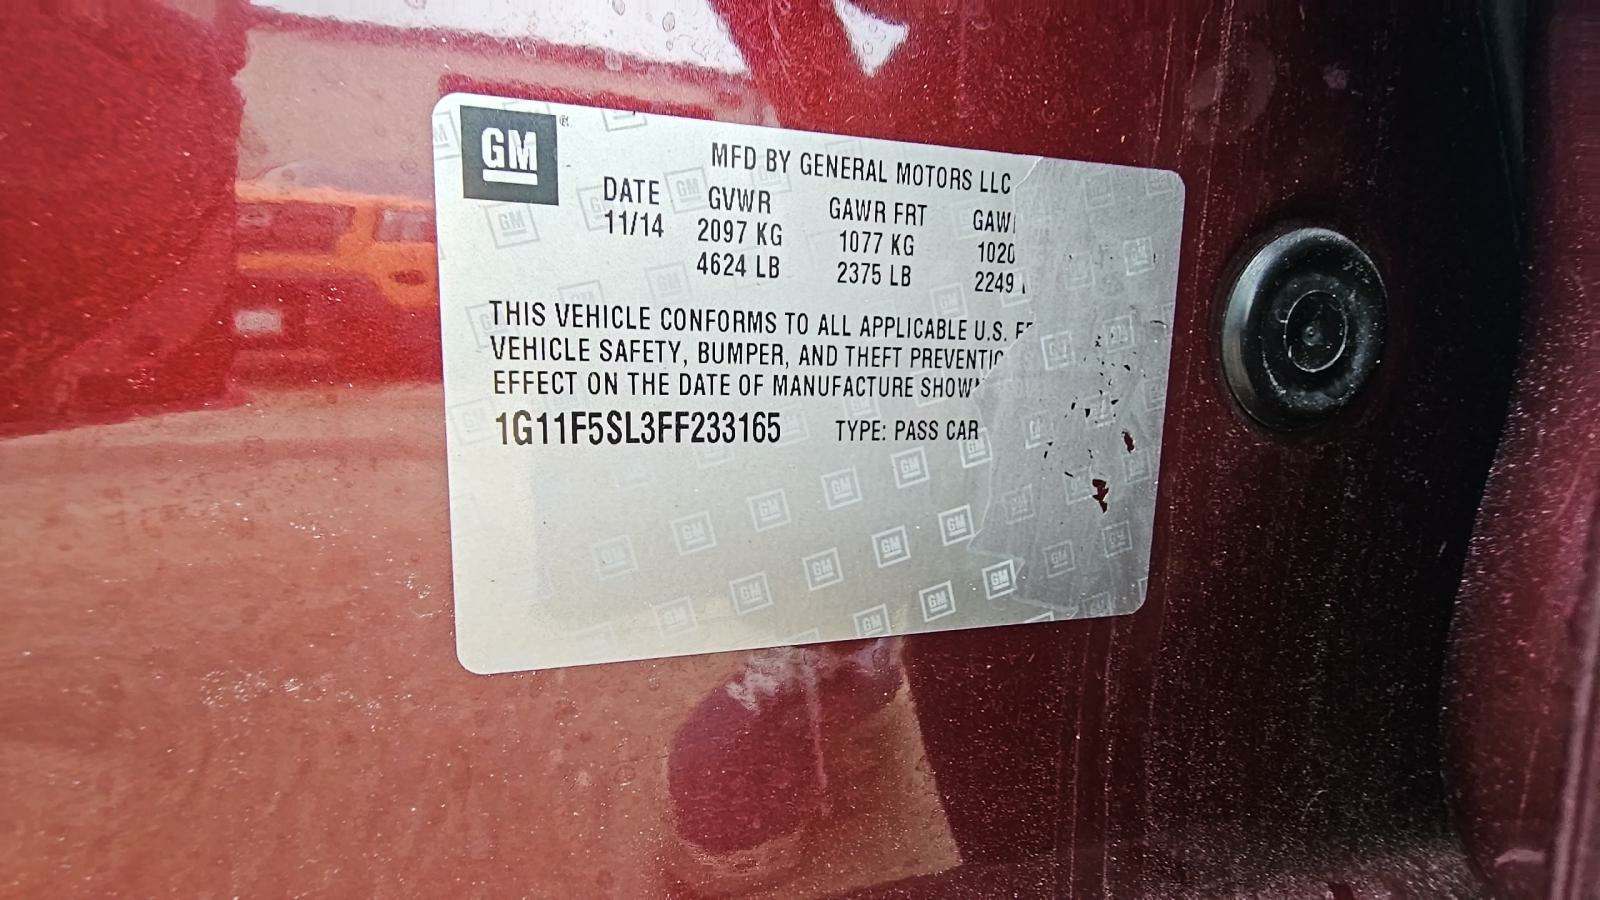 GM
MFD BY GENERAL MOTORS LLC
DATE GVWR GAWR FRT
11/14 2097 KG 1077 KG 1020
4624 LB 2375 LB 2249
THIS VEHICLE CONFORMS TO ALL APPLICABLE U.S.
VEHICLE SAFETY, BUMPER, AND THEFT
EFFECT ON THE DATE OF MANUFACTURE
1G11F5SL3FF233165 TYPE: PASS CAR